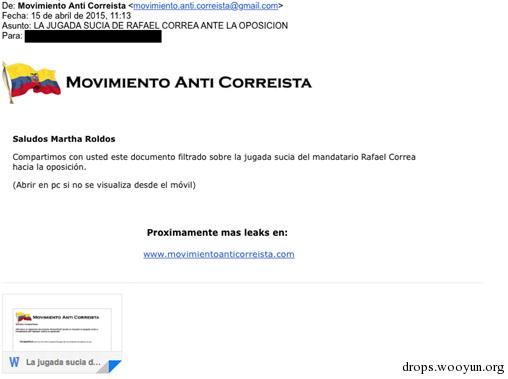 De: Movimiento Anti Correista <movimiento.anti.correista@gmail.com>
Fecha: 15 de abril de 2015, 11:13
Asunto: LA JUGADA SUCIA DE RAFAEL CORREA ANTE LA OPOSICION
Para:
MOVIMIENTO ANTI CORREISTA
Saludos Martha Roldos
Compartimos con usted este documento filtrado sobre la jugada sucia del mandatario Rafael Correa
hacia la oposición.
(Abrir en pc si no se visualiza desde el móvil)
Proximamente mas leaks en:
www.movimientoanticorreista.com
MOVIMIENTO ANTI CORREISTA
W La jugada sucia d...
drops.wooyun.org